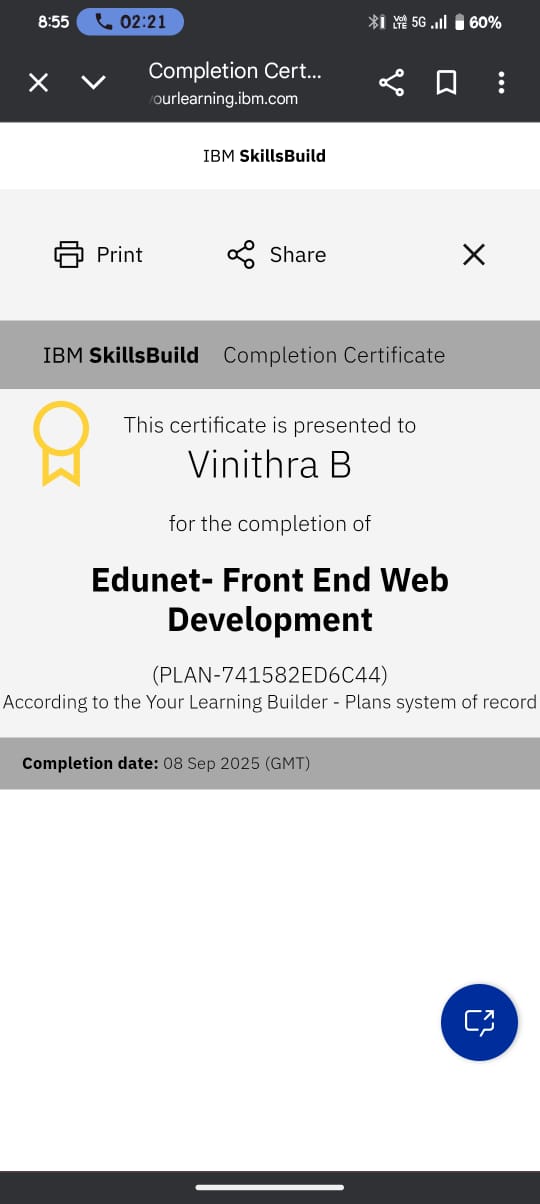 8:55 02:21 Vo) LTE 5G 60%
Completion Cert...
ourlearning.ibm.com
IBM SkillsBuild
Print Share
IBM SkillsBuild Completion Certificate
This certificate is presented to
Vinithra B
for the completion of
Edunet- Front End Web
Development
(PLAN-741582ED6C44)
According to the Your Learning Builder - Plans system of record
Completion date: 08 Sep 2025 (GMT)